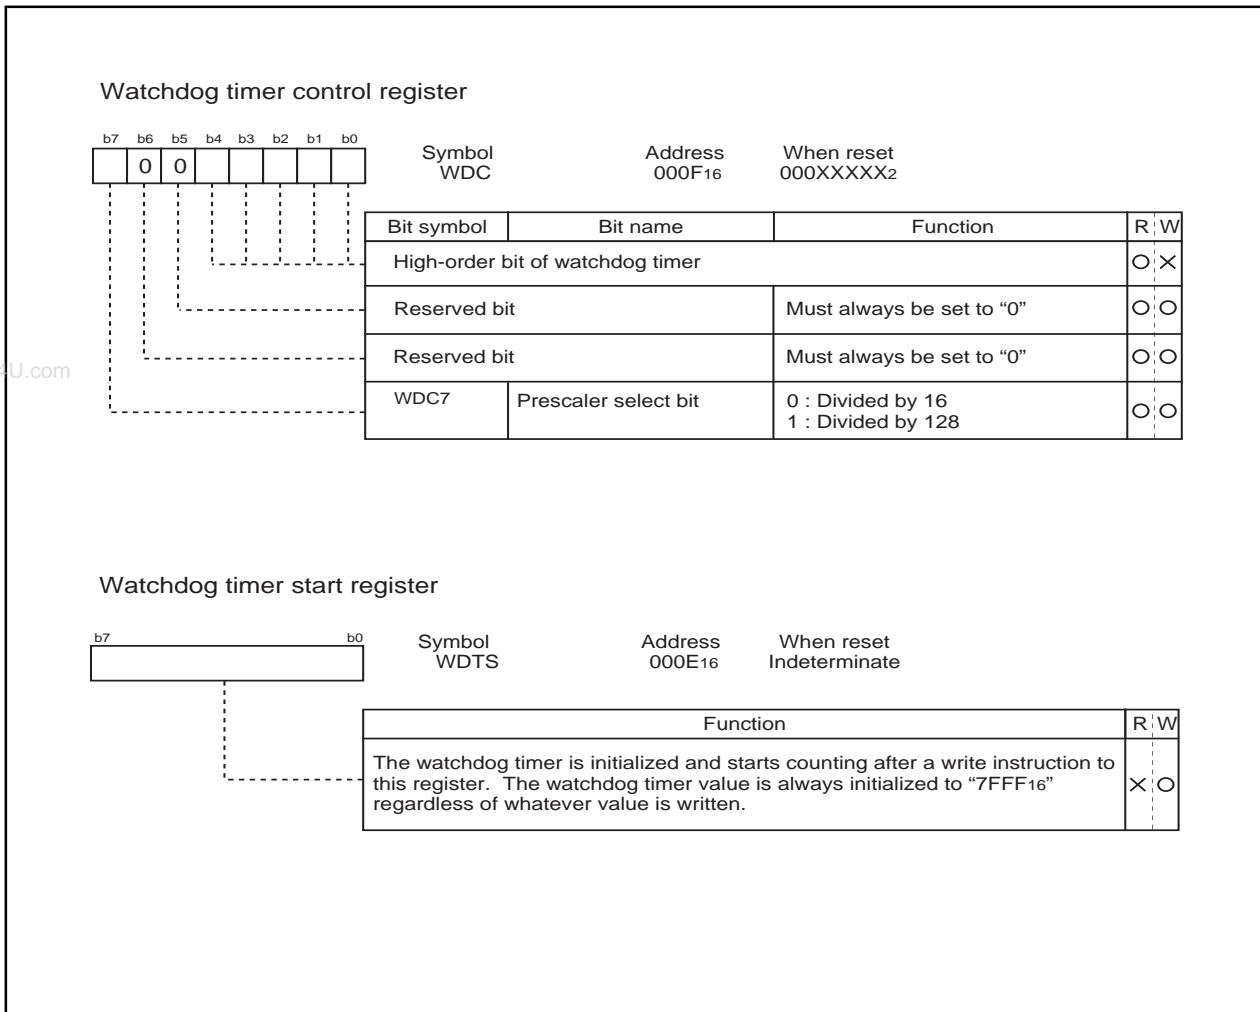 Watchdog timer control register
b7 b6 b5 b4 b3 b2 b1 b0
0 0
Symbol Address When reset
WDC 000F16 000XXXXX2
Bit symbol Bit name Function R W
High-order bit of watchdog timer O X
Reserved bit Must always be set to “0” O O
Reserved bit Must always be set to “0” O O
WDC7 Prescaler select bit 0 : Divided by 16
1 : Divided by 128 O O
4U.com
Watchdog timer start register
b7 b0
Symbol Address When reset
WDTS 000E16 Indeterminate
Function R W
The watchdog timer is initialized and starts counting after a write instruction to
this register. The watchdog timer value is always initialized to “7FFF16”
regardless of whatever value is written. X O